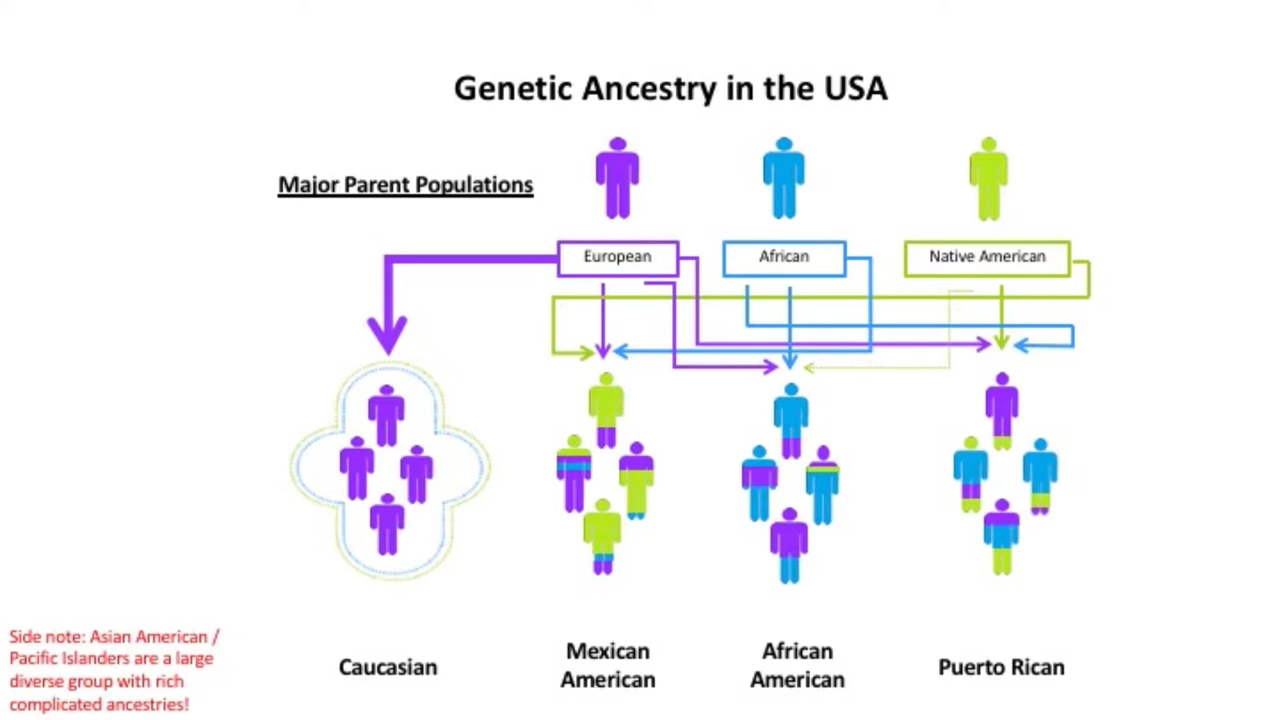 Genetic Ancestry in the USA
Major Parent Populations
European
African
Native American
Caucasian
Mexican
American
African
American
Puerto Rican
Side note: Asian American /
Pacific Islanders are a large
diverse group with rich
complicated ancestries!